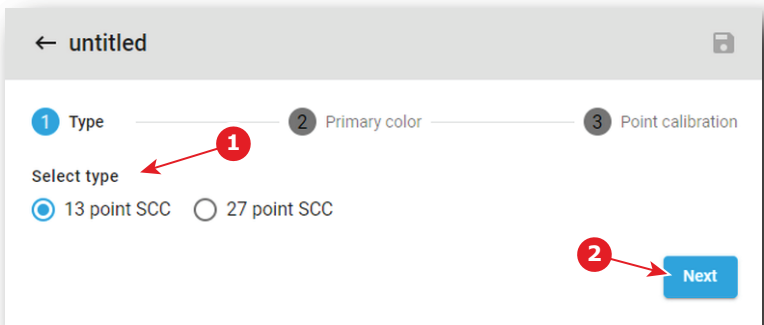 untitled
1 Type 2 Primary color 3 Point calibration
1
Select type
13 point SCC 27 point SCC
2
Next